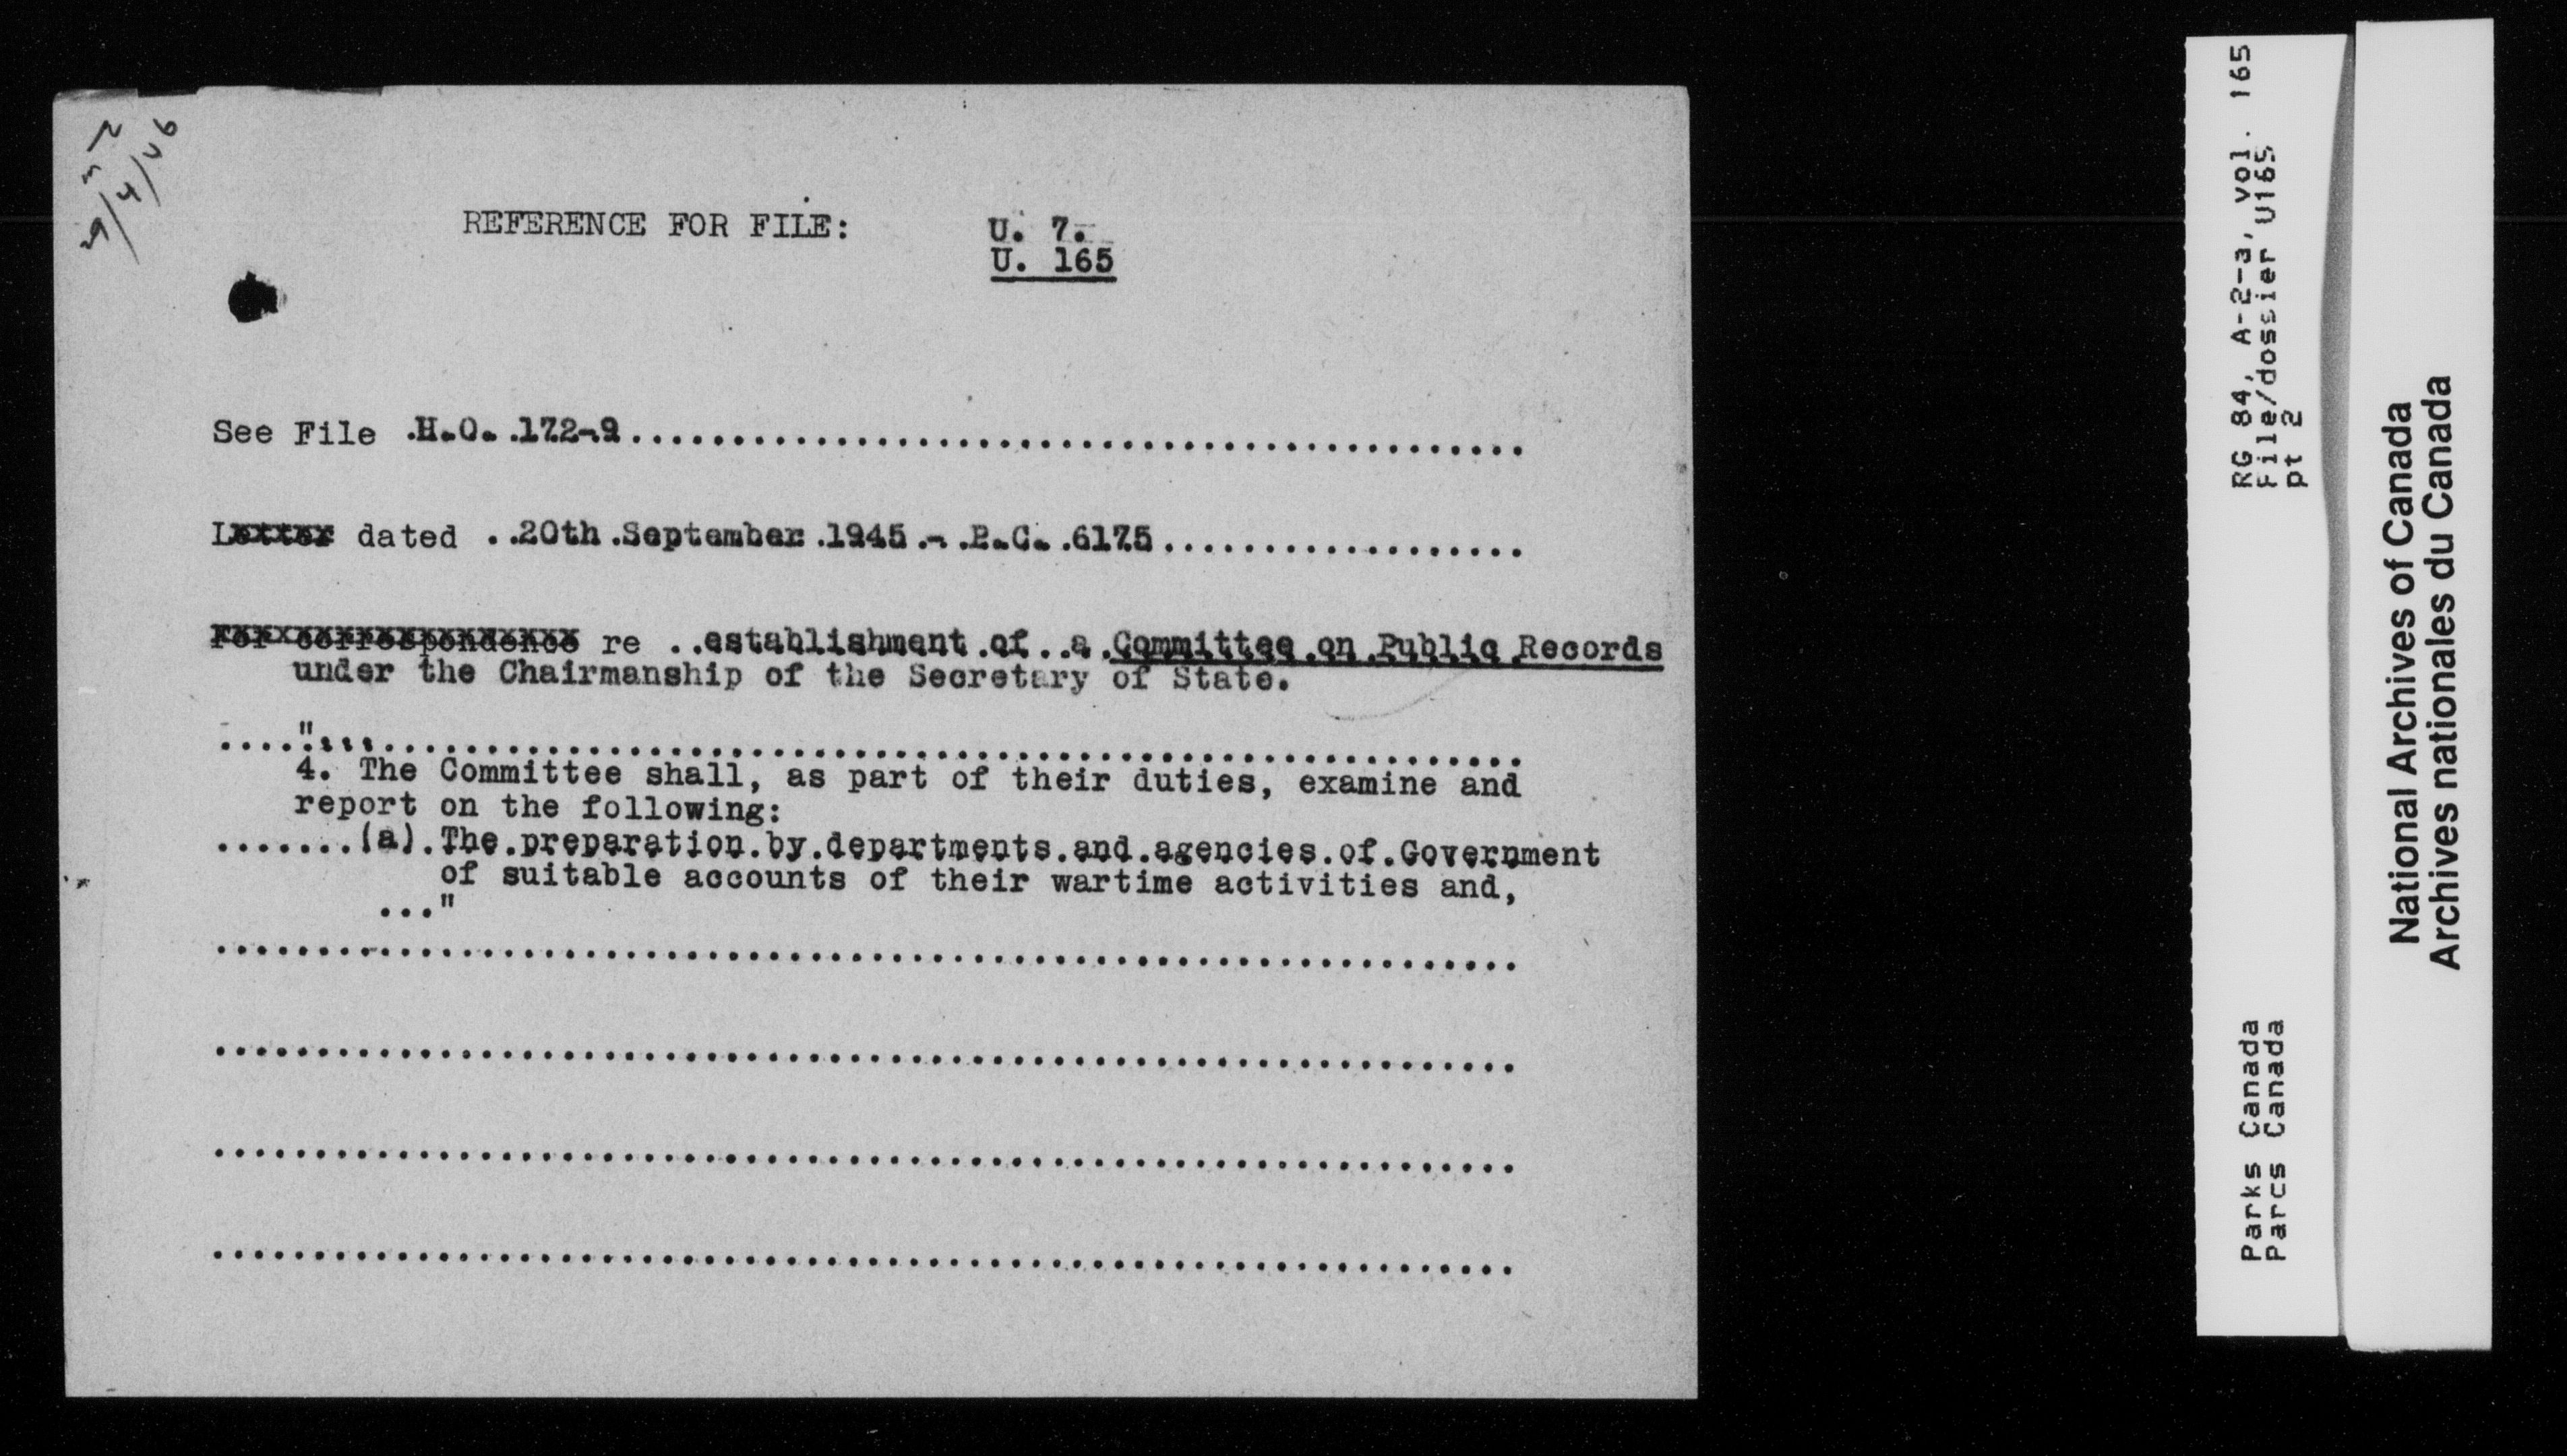 29/4/46
REFERENCE FOR FILE: U. 7.
U. 165
See File .H.Q. .172-9............................................
Letter dated ..20th.September.1945.-.P.C..6175..................
For correspondence re ..establishment.of..a.Committee.on.Public.Records
under the Chairmanship of the Secretary of State.
"...
4. The Committee shall, as part of their duties, examine and
report on the following:
.......(a).The.preparation.by.departments.and.agencies.of.Government
of suitable accounts of their wartime activities and,
..."
RG 84, A-2-a, vol. 165
File/dossier U165
pt 2
Parks Canada
Parcs Canada
National Archives of Canada
Archives nationales du Canada